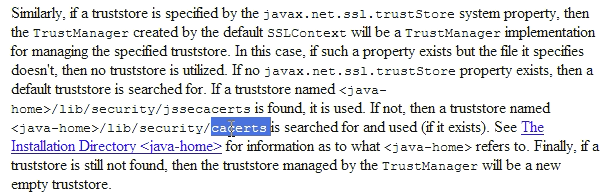 Similarly, if a truststore is specified by the javax.net.ssl.trustStore system property, then
the TrustManager created by the default SSLContext will be a TrustManager implementation
for managing the specified truststore. In this case, if such a property exists but the file it specifies
doesn't, then no truststore is utilized. If no javax.net.ssl.trustStore property exists, then a
default truststore is searched for. If a truststore named <java-
home>/lib/security/jssecacerts is found, it is used. If not, then a truststore named
<java-home>/lib/security/cacerts is searched for and used (if it exists). See The
Installation Directory <java-home> for information as to what <java-home> refers to. Finally, if a
truststore is still not found, then the truststore managed by the TrustManager will be a new
empty truststore.